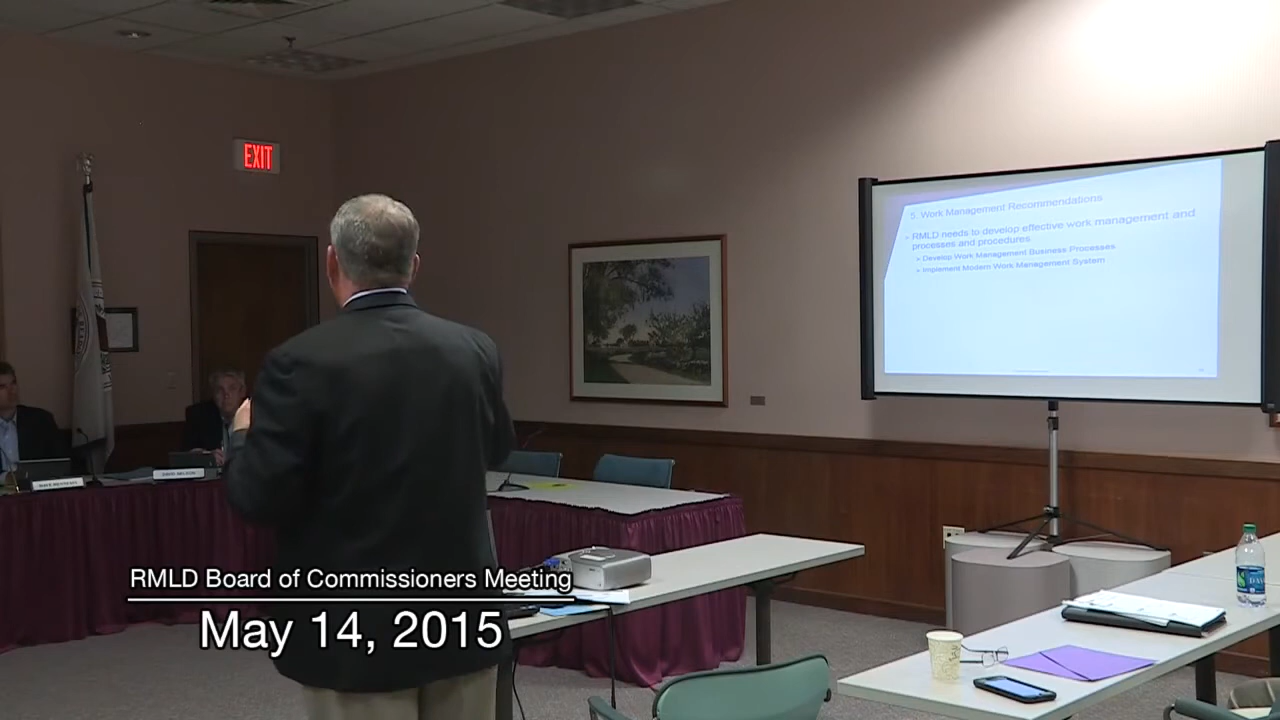 EXIT
5. Work Management Recommendations
RMLD needs to develop effective work management and
processes and procedures
Develop Work Management Business Processes
Implement Modern Work Management System
RMLD Board of Commissioners Meeting
May 14, 2015